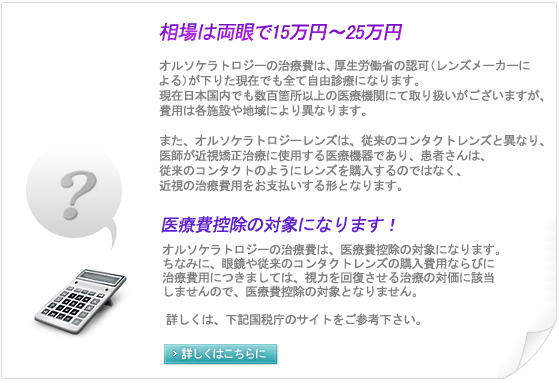 相場は両眼で15万円～25万円
オルソケラトロジーの治療費は、厚生労働省の認可（レンズメーカーに
よる）が下りた現在でも全て自由診療になります。
現在日本国内でも数百箇所以上の医療機関にて取り扱いがございますが、
費用は各施設や地域により異なります。
また、オルソケラトロジーレンズは、従来のコンタクトレンズと異なり、
医師が近視矯正治療に使用する医療機器であり、患者さんは、
従来のコンタクトのようにレンズを購入するのではなく、
近視の治療費用をお支払いする形となります。
医療費控除の対象になります！
オルソケラトロジーの治療費は、医療費控除の対象になります。
ちなみに、眼鏡や従来のコンタクトレンズの購入費用ならびに
治療費用につきましては、視力を回復させる治療の対価に該当
しませんので、医療費控除の対象となりません。
詳しくは、下記国税庁のサイトをご参考下さい。
詳しくはこちらに
?